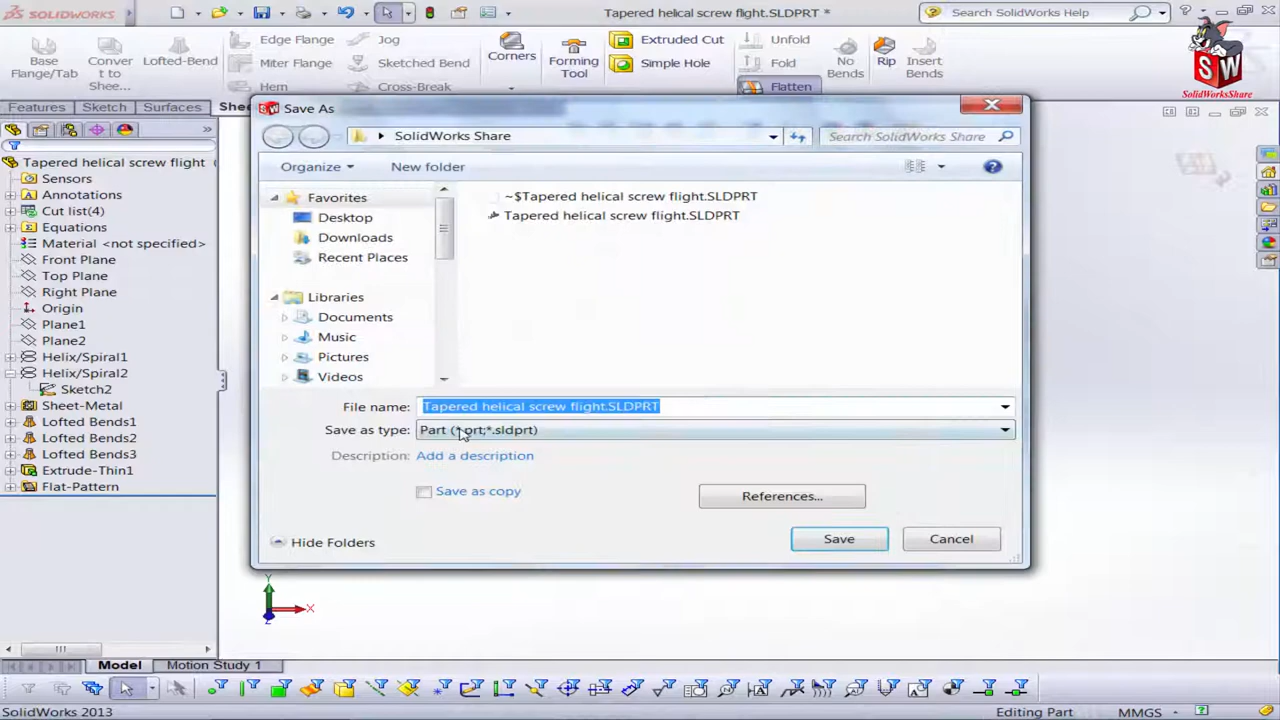 SOLIDWORKS
Tapered helical screw flight.SLDPRT *
Search SolidWorks Help
Base Flange/Tab
Convert to Shee...
Lofted-Bend
Edge Flange
Miter Flange
Hem
Jog
Sketched Bend
Cross-Break
Corners
Forming Tool
Extruded Cut
Simple Hole
Unfold
Fold
Flatten
No Bends
Rip
Insert Bends
SW
SolidWorksShare
Features
Sketch
Surfaces
Shee
Save As
SolidWorks Share
Search SolidWorks Share
Organize
New folder
Favorites
Desktop
Downloads
Recent Places
Libraries
Documents
Music
Pictures
Videos
~$Tapered helical screw flight.SLDPRT
Tapered helical screw flight.SLDPRT
File name:
Tapered helical screw flight.SLDPRT
Save as type:
Part (*.prt;*.sldprt)
Description:
Add a description
Save as copy
References...
Hide Folders
Save
Cancel
Tapered helical screw flight (
Sensors
Annotations
Cut list(4)
Equations
Material <not specified>
Front Plane
Top Plane
Right Plane
Origin
Plane1
Plane2
Helix/Spiral1
Helix/Spiral2
Sketch2
Sheet-Metal
Lofted Bends1
Lofted Bends2
Lofted Bends3
Extrude-Thin1
Flat-Pattern
Y
X
Z
Model
Motion Study 1
SolidWorks 2013
Editing Part
MMGS